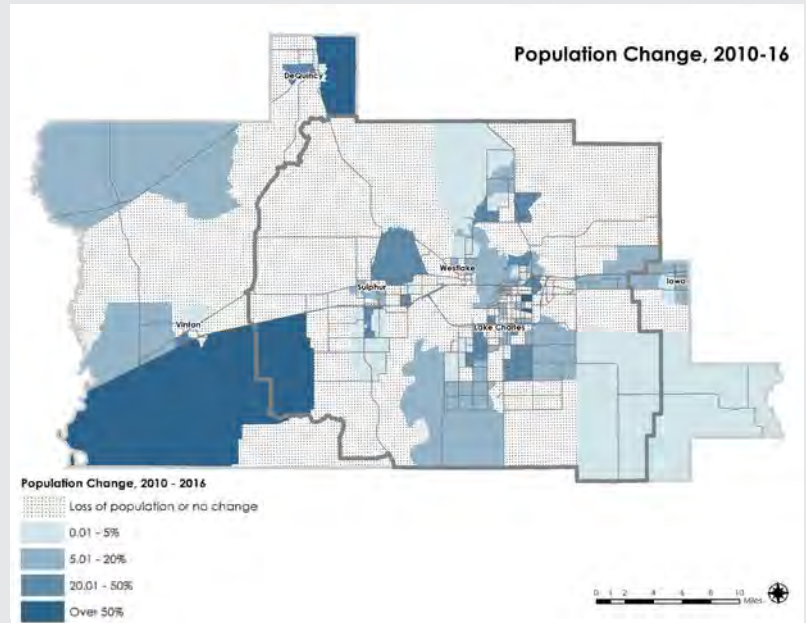 Population Change, 2010-16
DeQuincy
Westlake
Iowa
Sulphur
Vinton
Lake Charles
Population Change, 2010 - 2016
Loss of population or no change
0.01 - 5%
5.01 - 20%
20.01 - 50%
Over 50%
0 1 2 4 6 8 10
Miles